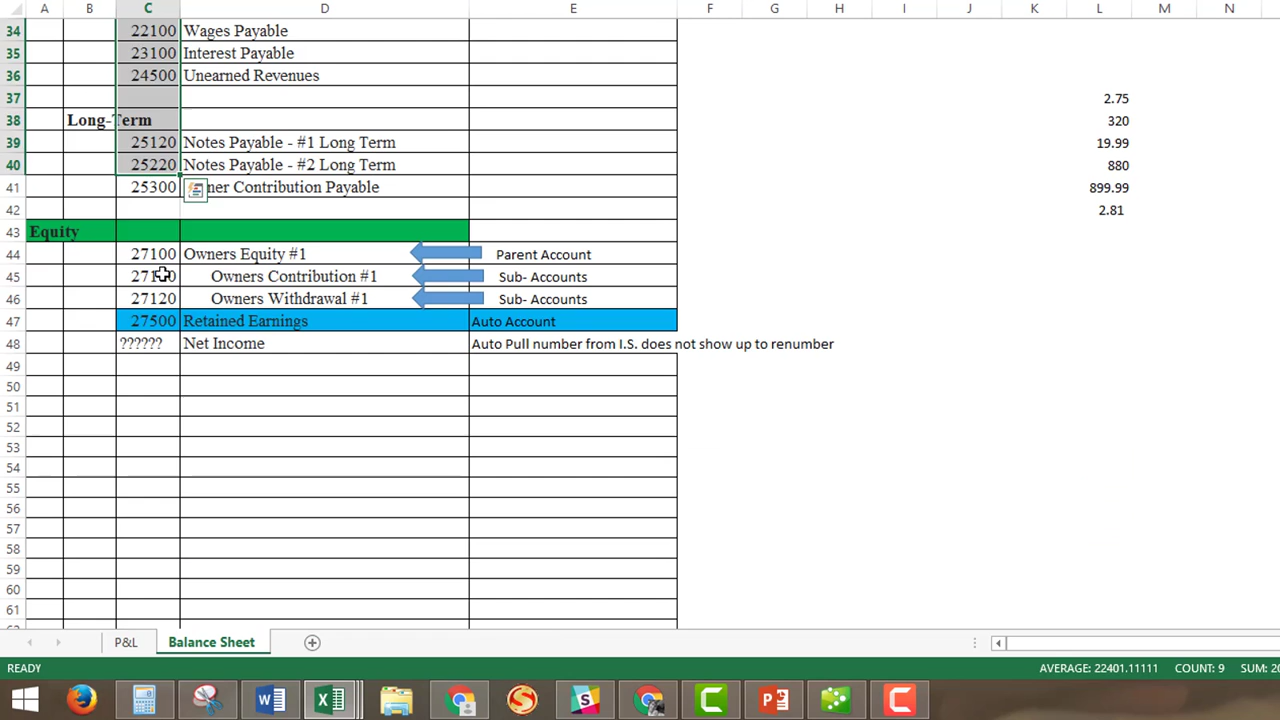 A B C D E F G H I J K L M N
34 22100 Wages Payable
35 23100 Interest Payable
36 24500 Unearned Revenues
37 2.75
38 Long-Term 320
39 25120 Notes Payable - #1 Long Term 19.99
40 25220 Notes Payable - #2 Long Term 880
41 25300 Contribution Payable 899.99
42 2.81
43 Equity
44 27100 Owners Equity #1 Parent Account
45 Owners Contribution #1 Sub- Accounts
46 27120 Owners Withdrawal #1 Sub- Accounts
47 27500 Retained Earnings Auto Account
48 ?????? Net Income Auto Pull number from I.S. does not show up to renumber
49
50
51
52
53
54
55
56
57
58
59
60
61
P&L Balance Sheet
READY AVERAGE: 22401.11111 COUNT: 9 SUM: 20